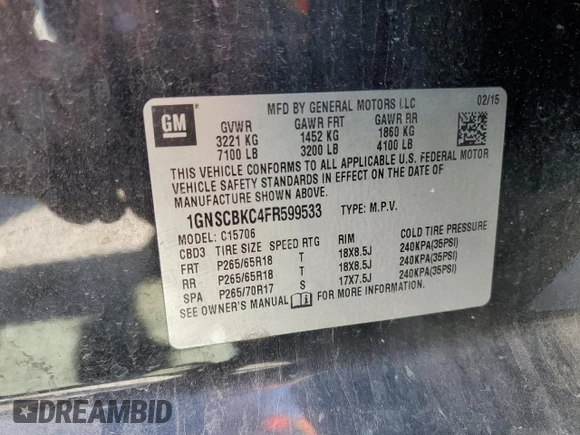 GM
MFD BY GENERAL MOTORS LLC 02/15
GVWR GAWR FRT GAWR RR
3221 KG 1452 KG 1860 KG
7100 LB 3200 LB 4100 LB
THIS VEHICLE CONFORMS TO ALL APPLICABLE U.S. FEDERAL MOTOR
VEHICLE SAFETY STANDARDS IN EFFECT ON THE DATE OF
MANUFACTURE SHOWN ABOVE.
1GNSCBKC4FR599533 TYPE: M.P.V.
MODEL: C15706
CBD3 TIRE SIZE SPEED RTG RIM COLD TIRE PRESSURE
FRT P265/65R18 T 18X8.5J 240KPA(35PSI)
RR P265/65R18 T 18X8.5J 240KPA(35PSI)
SPA P265/70R17 S 17X7.5J 240KPA(35PSI)
SEE OWNER'S MANUAL FOR MORE INFORMATION.
DREAMBID